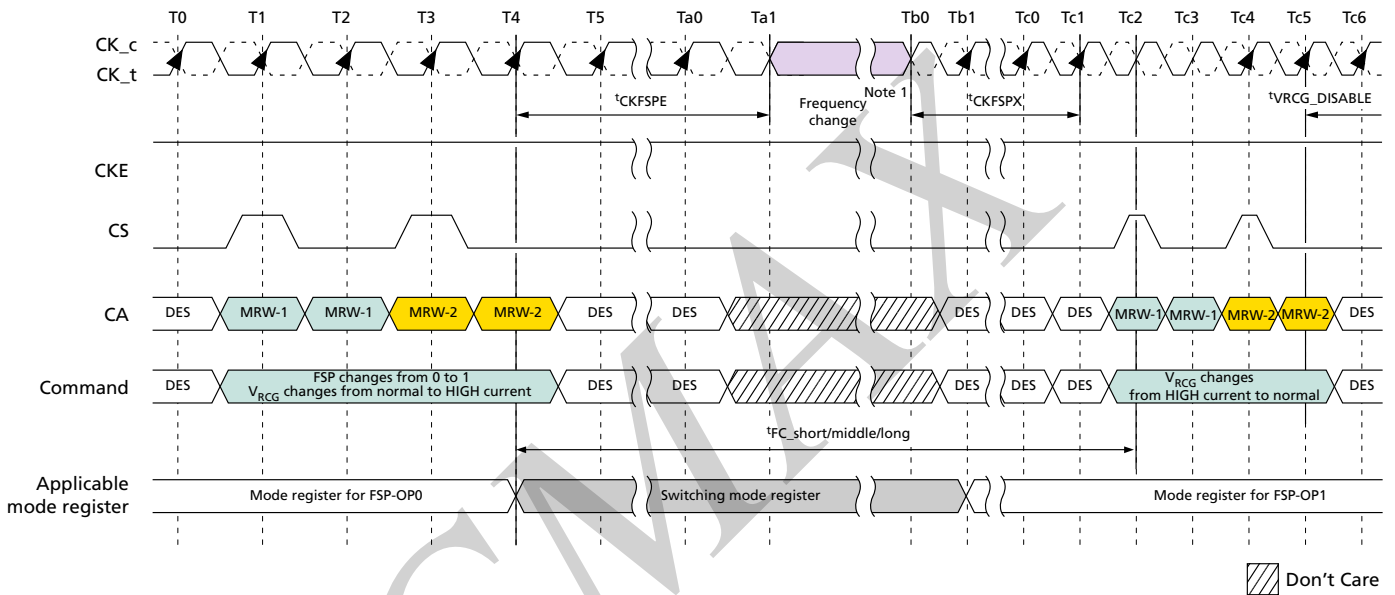 T0 T1 T2 T3 T4 T5 Ta0 Ta1 Tb0 Tb1 Tc0 Tc1 Tc2 Tc3 Tc4 Tc5 Tc6
CK_c
CK_t
tCKFSPE
Frequency
change
Note 1
tCKFSPX
tVRCG_DISABLE
CKE
CS
CA
DES MRW-1 MRW-1 MRW-2 MRW-2 DES DES DES DES DES MRW-1 MRW-1 MRW-2 MRW-2 DES
Command
DES
FSP changes from 0 to 1
VRCG changes from normal to HIGH current
DES DES DES DES DES
VRCG changes
from HIGH current to normal
DES
tFC_short/middle/long
Applicable
mode register
Mode register for FSP-OP0
Switching mode register
Mode register for FSP-OP1
Don't Care
CMAX